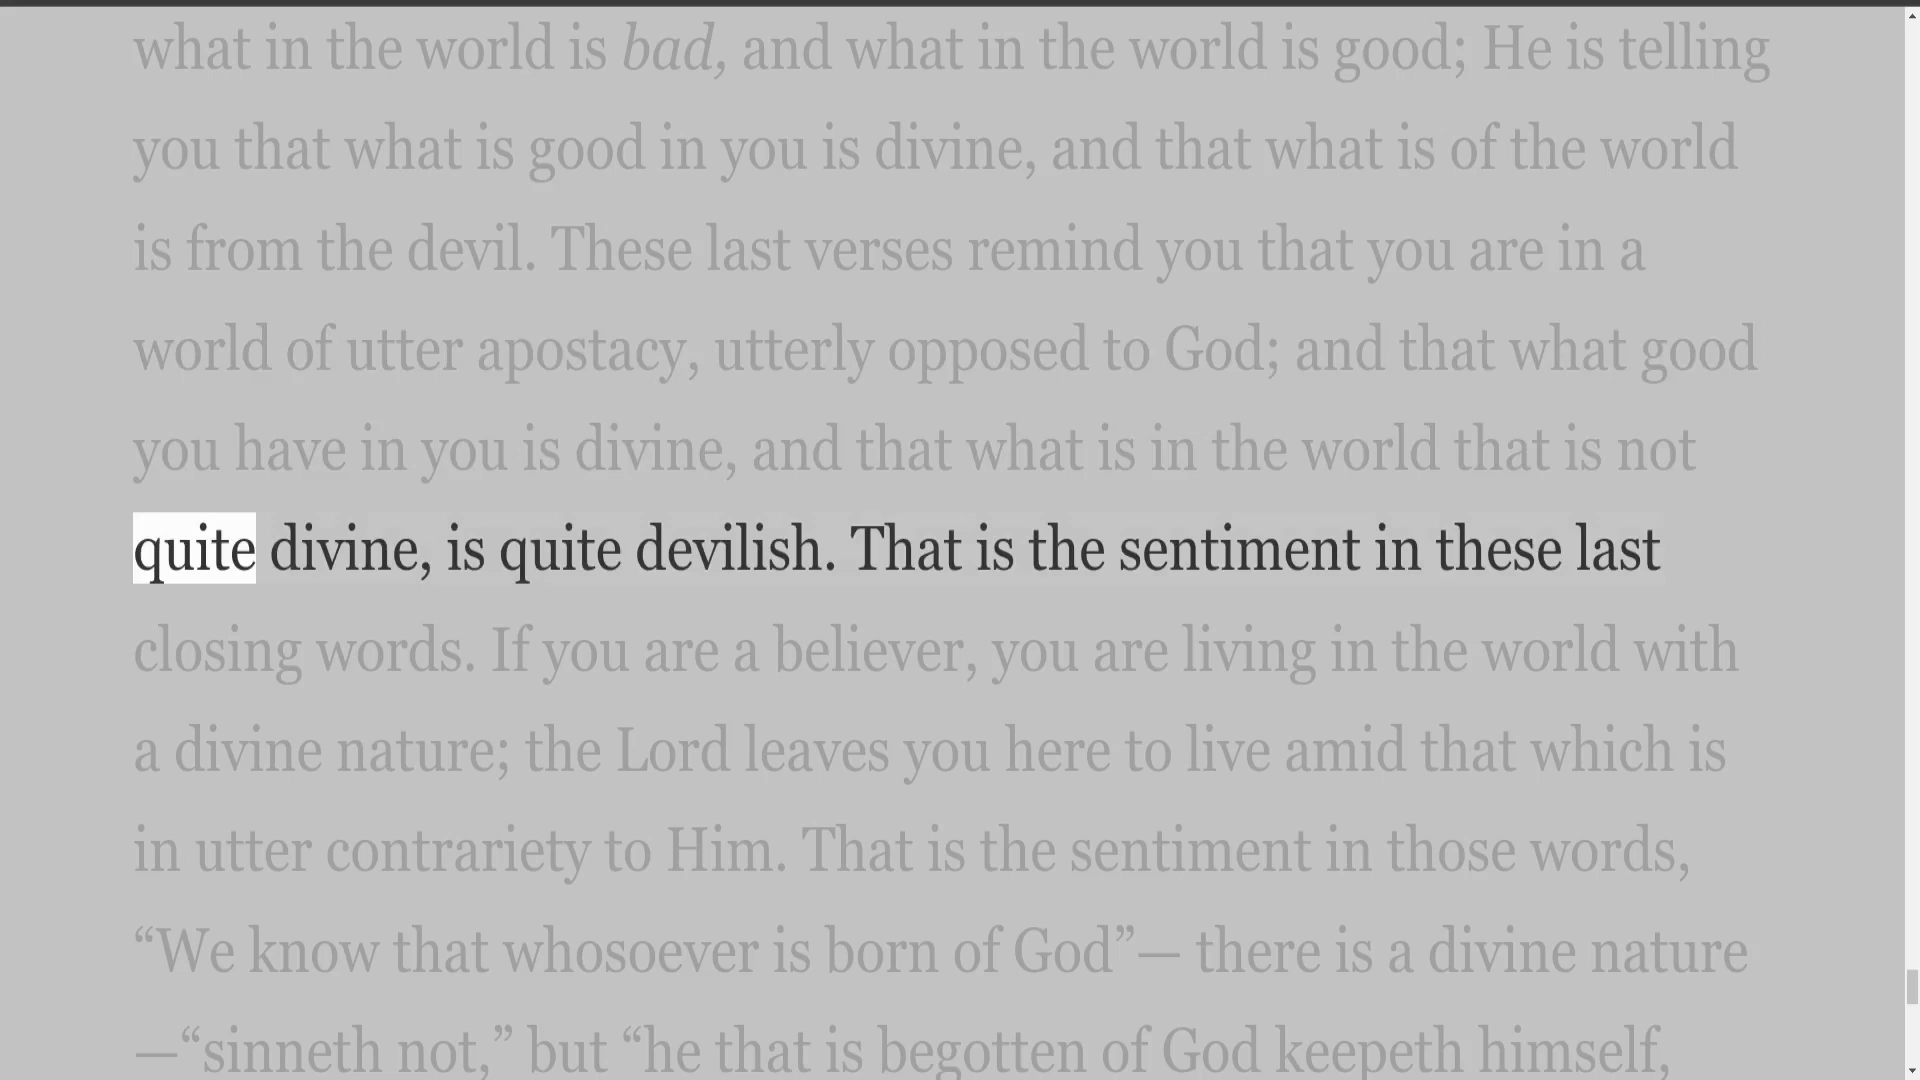 what in the world is bad, and what in the world is good; He is telling
you that what is good in you is divine, and that what is of the world
is from the devil. These last verses remind you that you are in a
world of utter apostacy, utterly opposed to God; and that what good
you have in you is divine, and that what is in the world that is not
quite divine, is quite devilish. That is the sentiment in these last
closing words. If you are a believer, you are living in the world with
a divine nature; the Lord leaves you here to live amid that which is
in utter contrariety to Him. That is the sentiment in those words,
“We know that whosoever is born of God”— there is a divine nature
—“sinneth not,” but “he that is begotten of God keepeth himself,